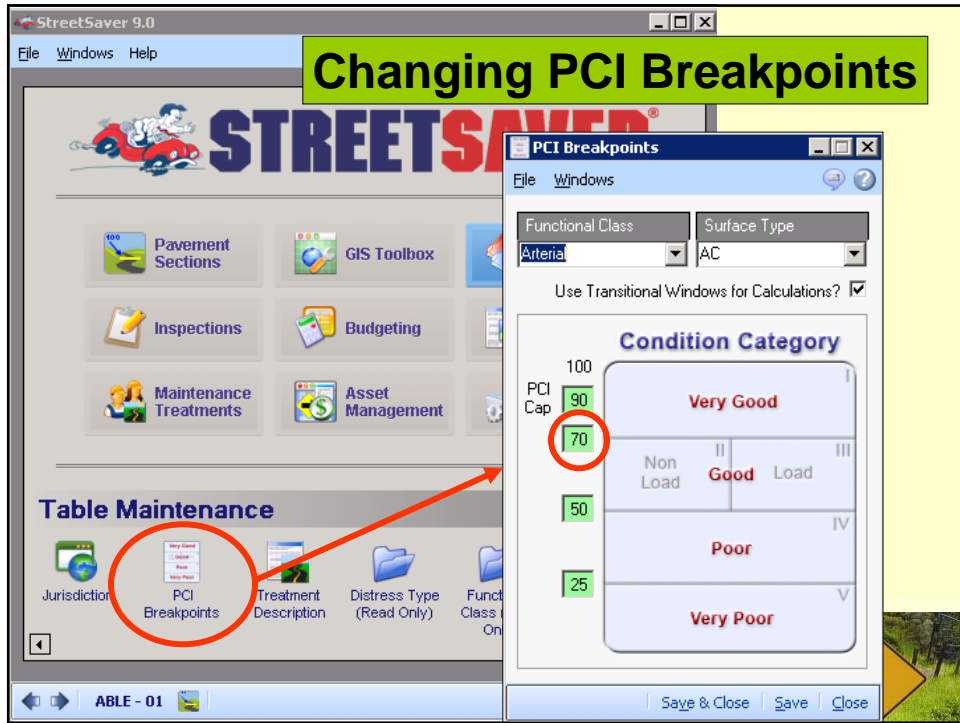 StreetSaver 9.0
File Windows Help
Changing PCI Breakpoints
STREETSAVER®
Pavement
Sections
GIS Toolbox
Inspections
Budgeting
Maintenance
Treatments
Asset
Management
Table Maintenance
Jurisdiction
PCI
Breakpoints
Treatment
Description
Distress Type
(Read Only)
ABLE - 01
PCI Breakpoints
File Windows
Functional Class
Surface Type
Arterial
AC
Use Transitional Windows for Calculations?
Condition Category
100
PCI
Cap
90
70
50
25
I
Very Good
II
III
Non
Load
Good
Load
IV
Poor
V
Very Poor
Save & Close
Save
Close